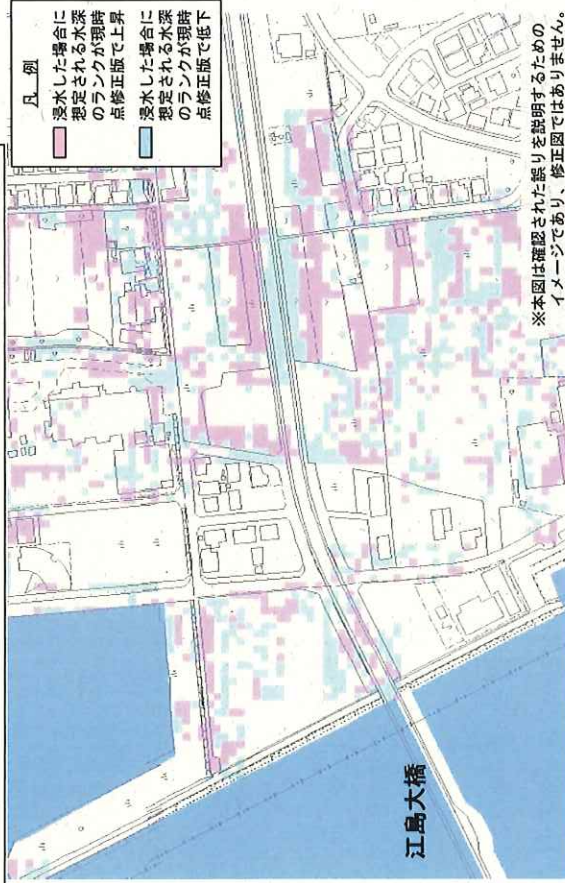 凡 例
浸水した場合に
想定される水深
のランクが現時
点修正版で上昇
浸水した場合に
想定される水深
のランクが現時
点修正版で低下
江島大橋
※本図は確認された誤りを説明するための
イメージであり、修正図ではありません。